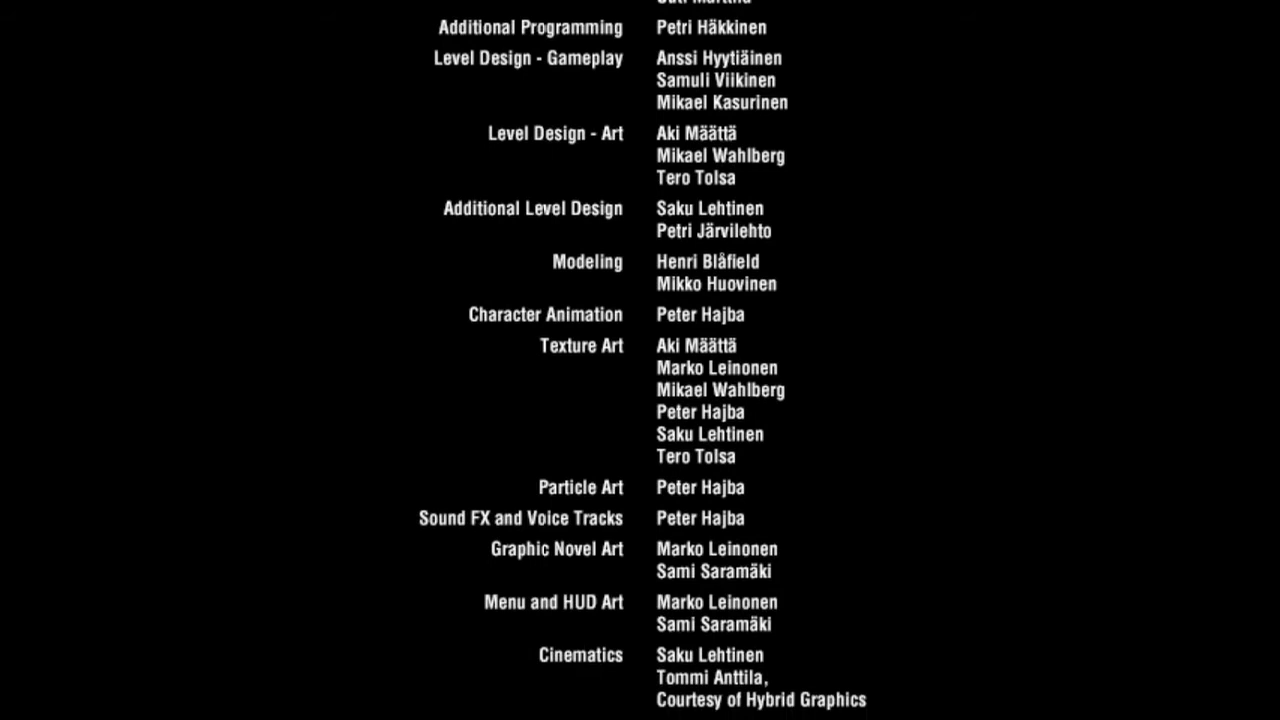 Additional Programming Petri Häkkinen
Level Design - Gameplay Anssi Hyytiäinen
Samuli Viikinen
Mikael Kasurinen
Level Design - Art Aki Määttä
Mikael Wahlberg
Tero Tolsa
Additional Level Design Saku Lehtinen
Petri Järvilehto
Modeling Henri Blåfield
Mikko Huovinen
Character Animation Peter Hajba
Texture Art Aki Määttä
Marko Leinonen
Mikael Wahlberg
Peter Hajba
Saku Lehtinen
Tero Tolsa
Particle Art Peter Hajba
Sound FX and Voice Tracks Peter Hajba
Graphic Novel Art Marko Leinonen
Sami Saramäki
Menu and HUD Art Marko Leinonen
Sami Saramäki
Cinematics Saku Lehtinen
Tommi Anttila,
Courtesy of Hybrid Graphics